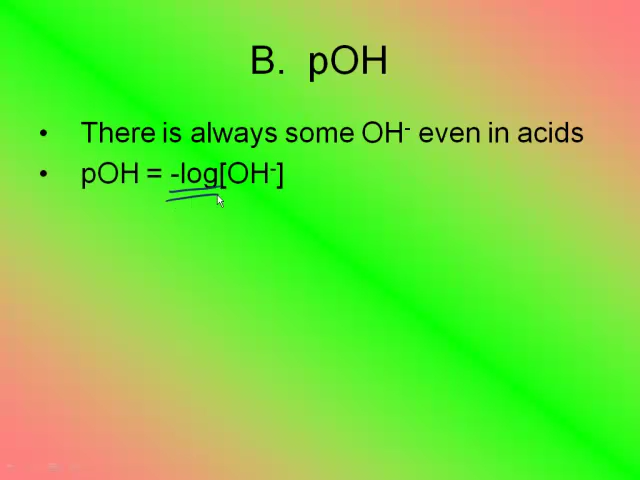 B. pOH
• There is always some OH⁻ even in acids
• pOH = -log[OH⁻]